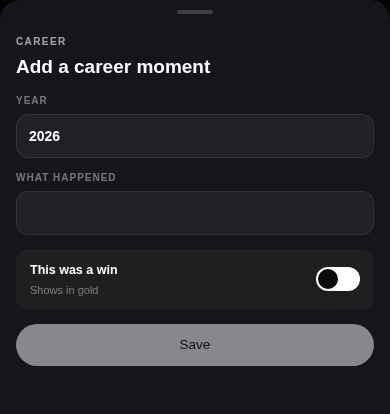 CAREER
Add a career moment
YEAR
2026
WHAT HAPPENED
This was a win
Shows in gold
Save